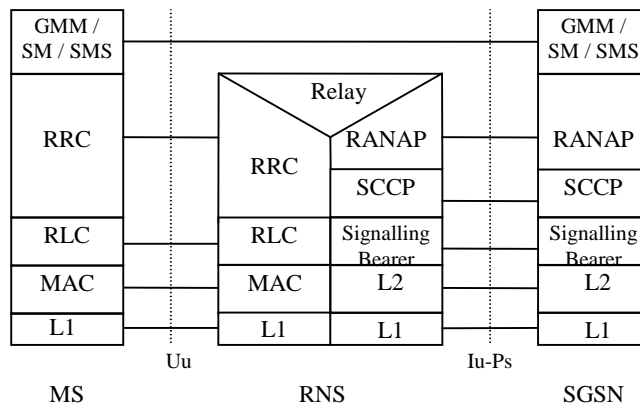 GMM /
SM / SMS
GMM /
SM / SMS
Relay
RRC
RRC
RANAP
RANAP
SCCP
SCCP
RLC
RLC
Signalling
Bearer
Signalling
Bearer
MAC
MAC
L2
L2
L1
L1
L1
L1
Uu
Iu-Ps
MS
RNS
SGSN